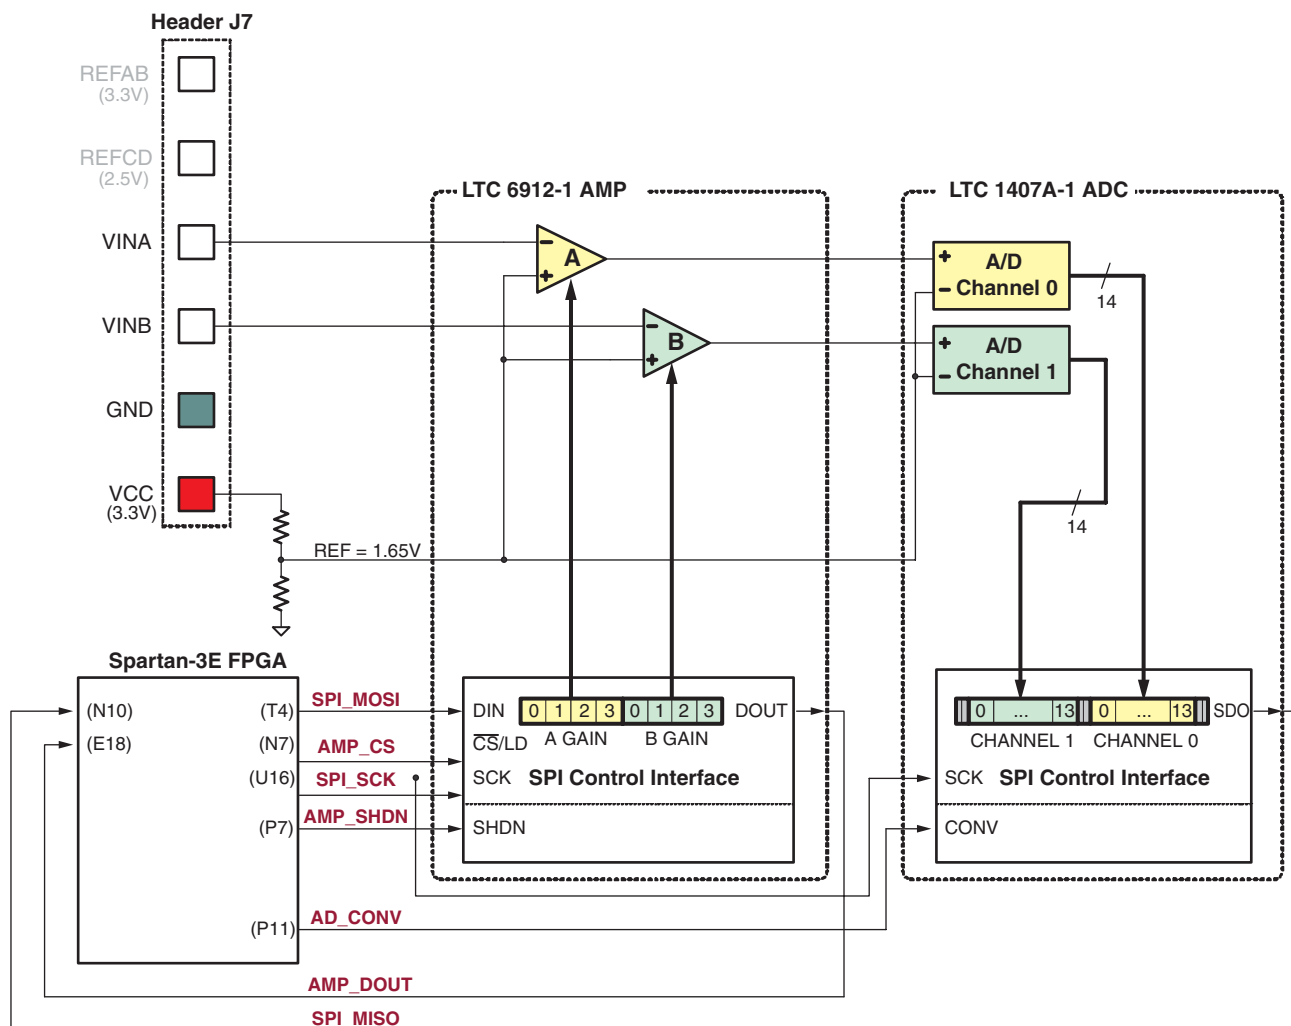 Header J7
REFAB
(3.3V)
REFCD
(2.5V)
VINA
VINB
GND
VCC
(3.3V)
REF = 1.65V
LTC 6912-1 AMP
A
B
LTC 1407A-1 ADC
A/D
Channel 0
14
A/D
Channel 1
14
Spartan-3E FPGA
(N10)
(E18)
(T4)
(N7)
(U16)
(P7)
(P11)
SPI_MOSI
AMP_CS
SPI_SCK
AMP_SHDN
AD_CONV
AMP_DOUT
SPI_MISO
DIN
0 1 2 3 0 1 2 3
DOUT
A GAIN B GAIN
CS/LD
SCK
SPI Control Interface
SHDN
0 ... 13 0 ... 13
SDO
CHANNEL 1 CHANNEL 0
SCK
SPI Control Interface
CONV